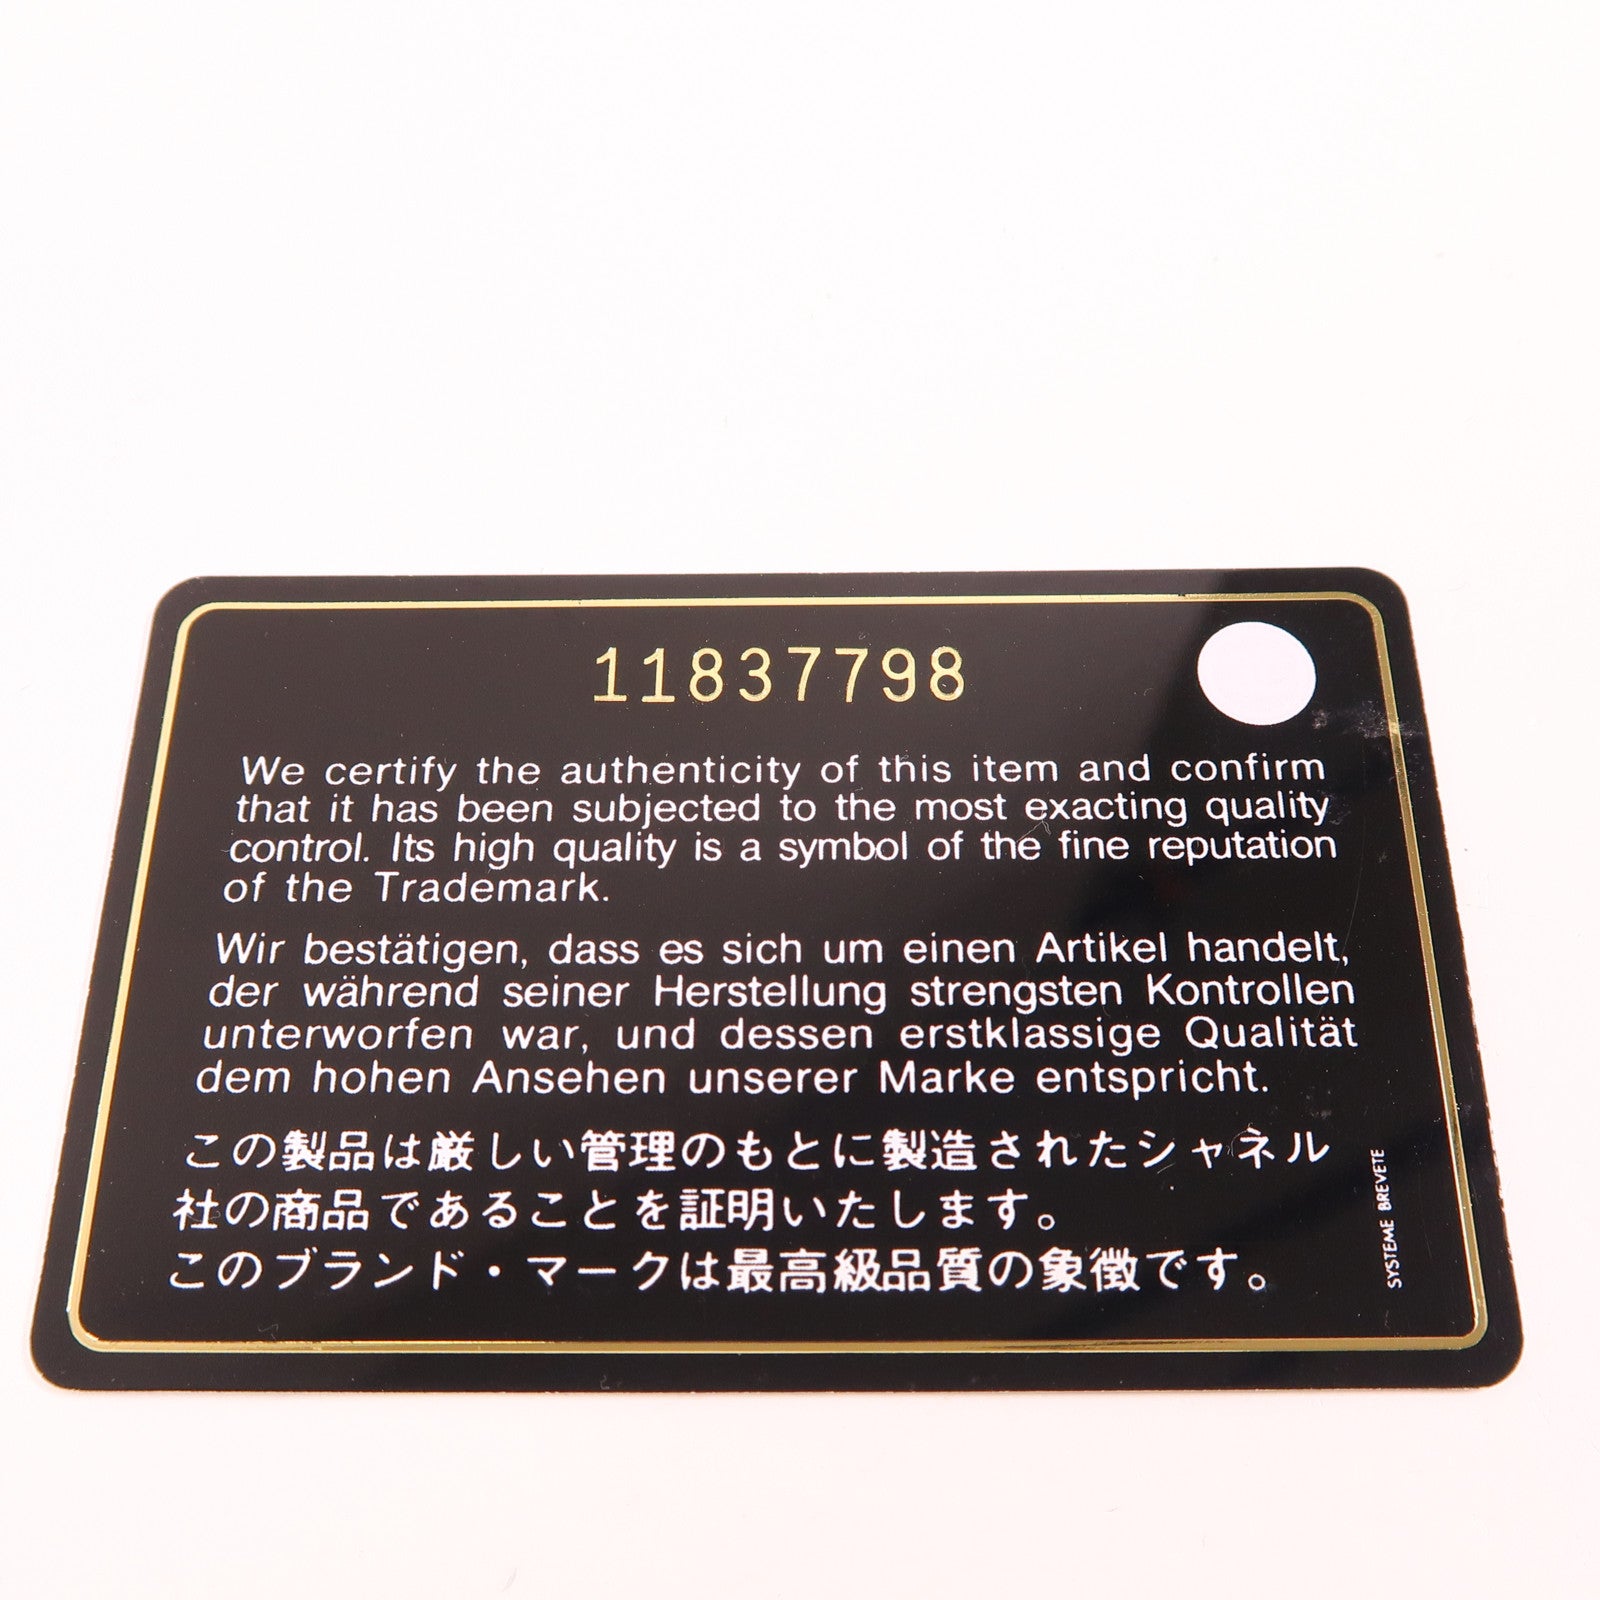 11837798
We certify the authenticity of this item and confirm
that it has been subjected to the most exacting quality
control. Its high quality is a symbol of the fine reputation
of the Trademark.
Wir bestätigen, dass es sich um einen Artikel handelt,
der während seiner Herstellung strengsten Kontrollen
unterworfen war, und dessen erstklassige Qualität
dem hohen Ansehen unserer Marke entspricht.
この製品は厳しい管理のもとに製造されたシャネル
社の商品であることを証明いたします。
このブランド・マークは最高級品質の象徴です。
SYSTEME BREVETE